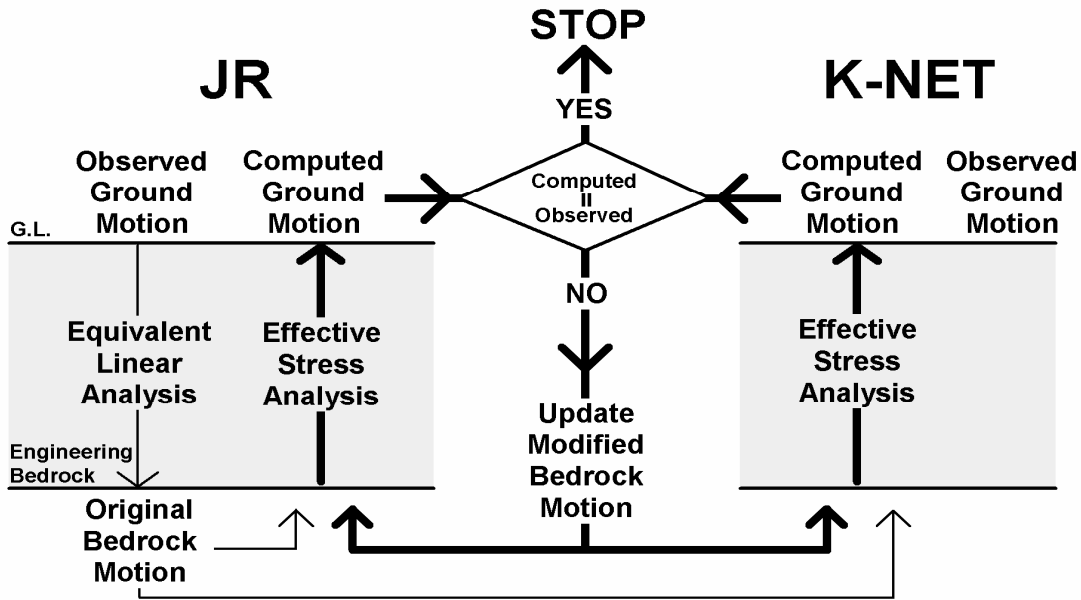 STOP
JR
K-NET
YES
Observed
Ground
Motion
Computed
Ground
Motion
Computed
=
Observed
Computed
Ground
Motion
Observed
Ground
Motion
G.L.
NO
Equivalent
Linear
Analysis
Effective
Stress
Analysis
Effective
Stress
Analysis
Update
Modified
Bedrock
Motion
Engineering
Bedrock
Original
Bedrock
Motion